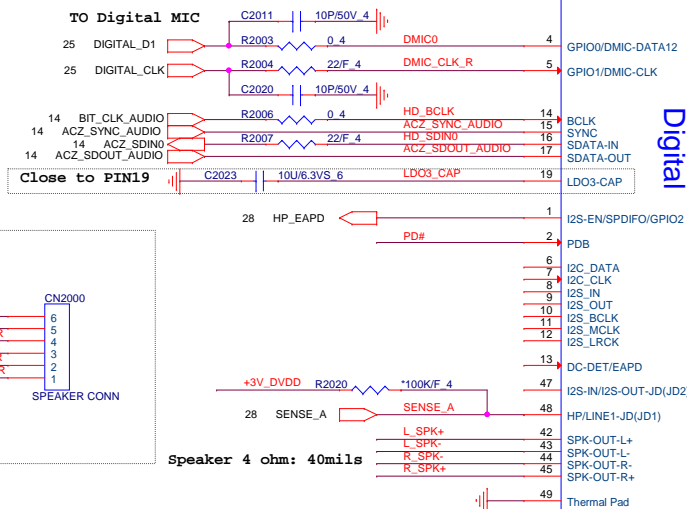 TO Digital MIC
C2011 10P/50V_4
25 DIGITAL_D1 R2003 0_4 DMIC0 4 GPIO0/DMIC-DATA12
25 DIGITAL_CLK R2004 22/F_4 DMIC_CLK_R 5 GPIO1/DMIC-CLK
C2020 10P/50V_4
14 BIT_CLK_AUDIO R2006 0_4 HD_BCLK 14 BCLK
14 ACZ_SYNC_AUDIO ACZ_SYNC_AUDIO 15 SYNC
14 ACZ_SDIN0 R2007 22/F_4 HD_SDIN0 16 SDATA-IN
14 ACZ_SDOUT_AUDIO ACZ_SDOUT_AUDIO 17 SDATA-OUT
Digital
Close to PIN19 C2023 10U/6.3VS_6 LDO3_CAP 19 LDO3-CAP
28 HP_EAPD 1 I2S-EN/SPDIFO/GPIO2
PD# 2 PDB
6 I2C_DATA
7 I2C_CLK
8 I2S_IN
9 I2S_OUT
10 I2S_BCLK
11 I2S_MCLK
12 I2S_LRCK
CN2000
6
5
R 4
3
R 2
R 1
SPEAKER CONN
13 DC-DET/EAPD
+3V_DVDD R2020 *100K/F_4 47 I2S-IN/I2S-OUT-JD(JD2)
28 SENSE_A SENSE_A 48 HP/LINE1-JD(JD1)
L_SPK+ 42 SPK-OUT-L+
L_SPK- 43 SPK-OUT-L-
Speaker 4 ohm: 40mils R_SPK- 44 SPK-OUT-R-
R_SPK+ 45 SPK-OUT-R+
49 Thermal Pad